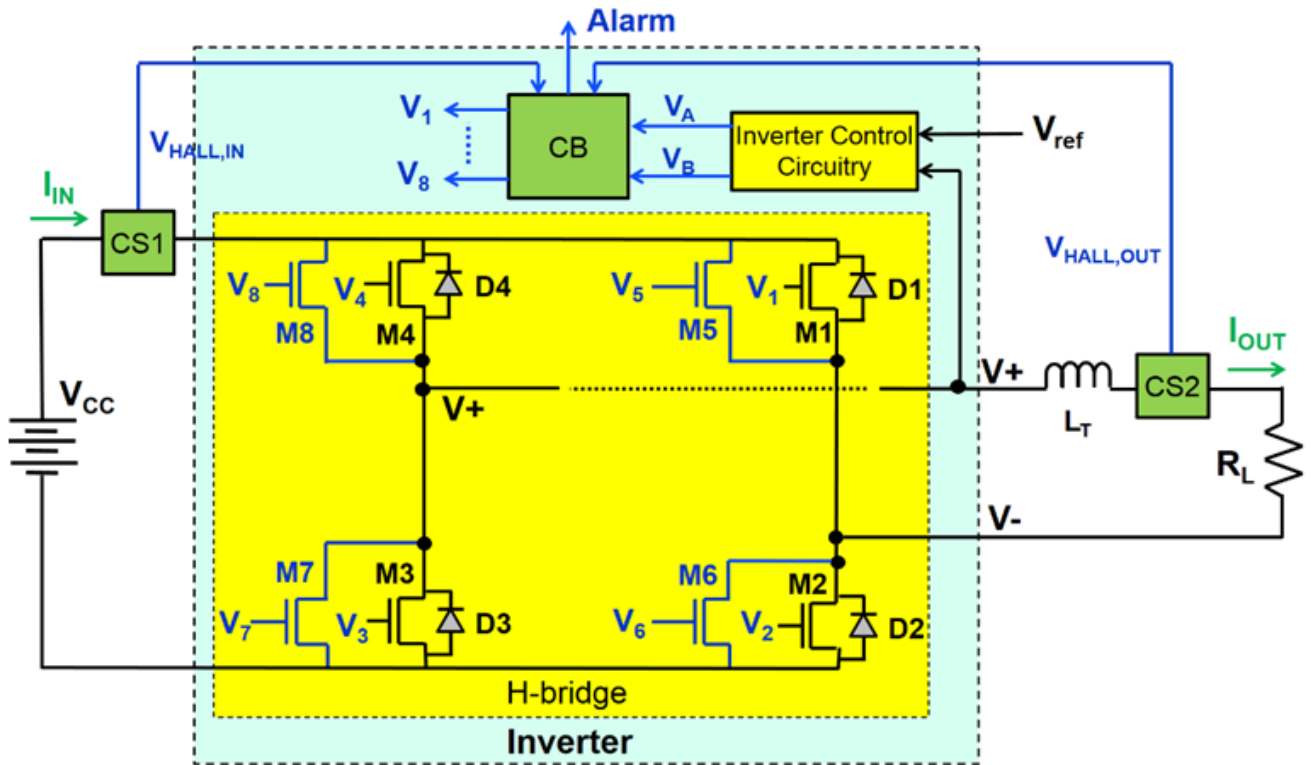 Alarm
V1
V8
CB
VA
VB
Inverter Control
Circuitry
Vref
VHALL,IN
IIN
CS1
VHALL,OUT
V8
V4
D4
M8
M4
V5
V1
D1
M5
M1
IOUT
VCC
V+
V+
LT
CS2
RL
V-
M7
M3
M6
M2
V7
V3
D3
V6
V2
D2
H-bridge
Inverter